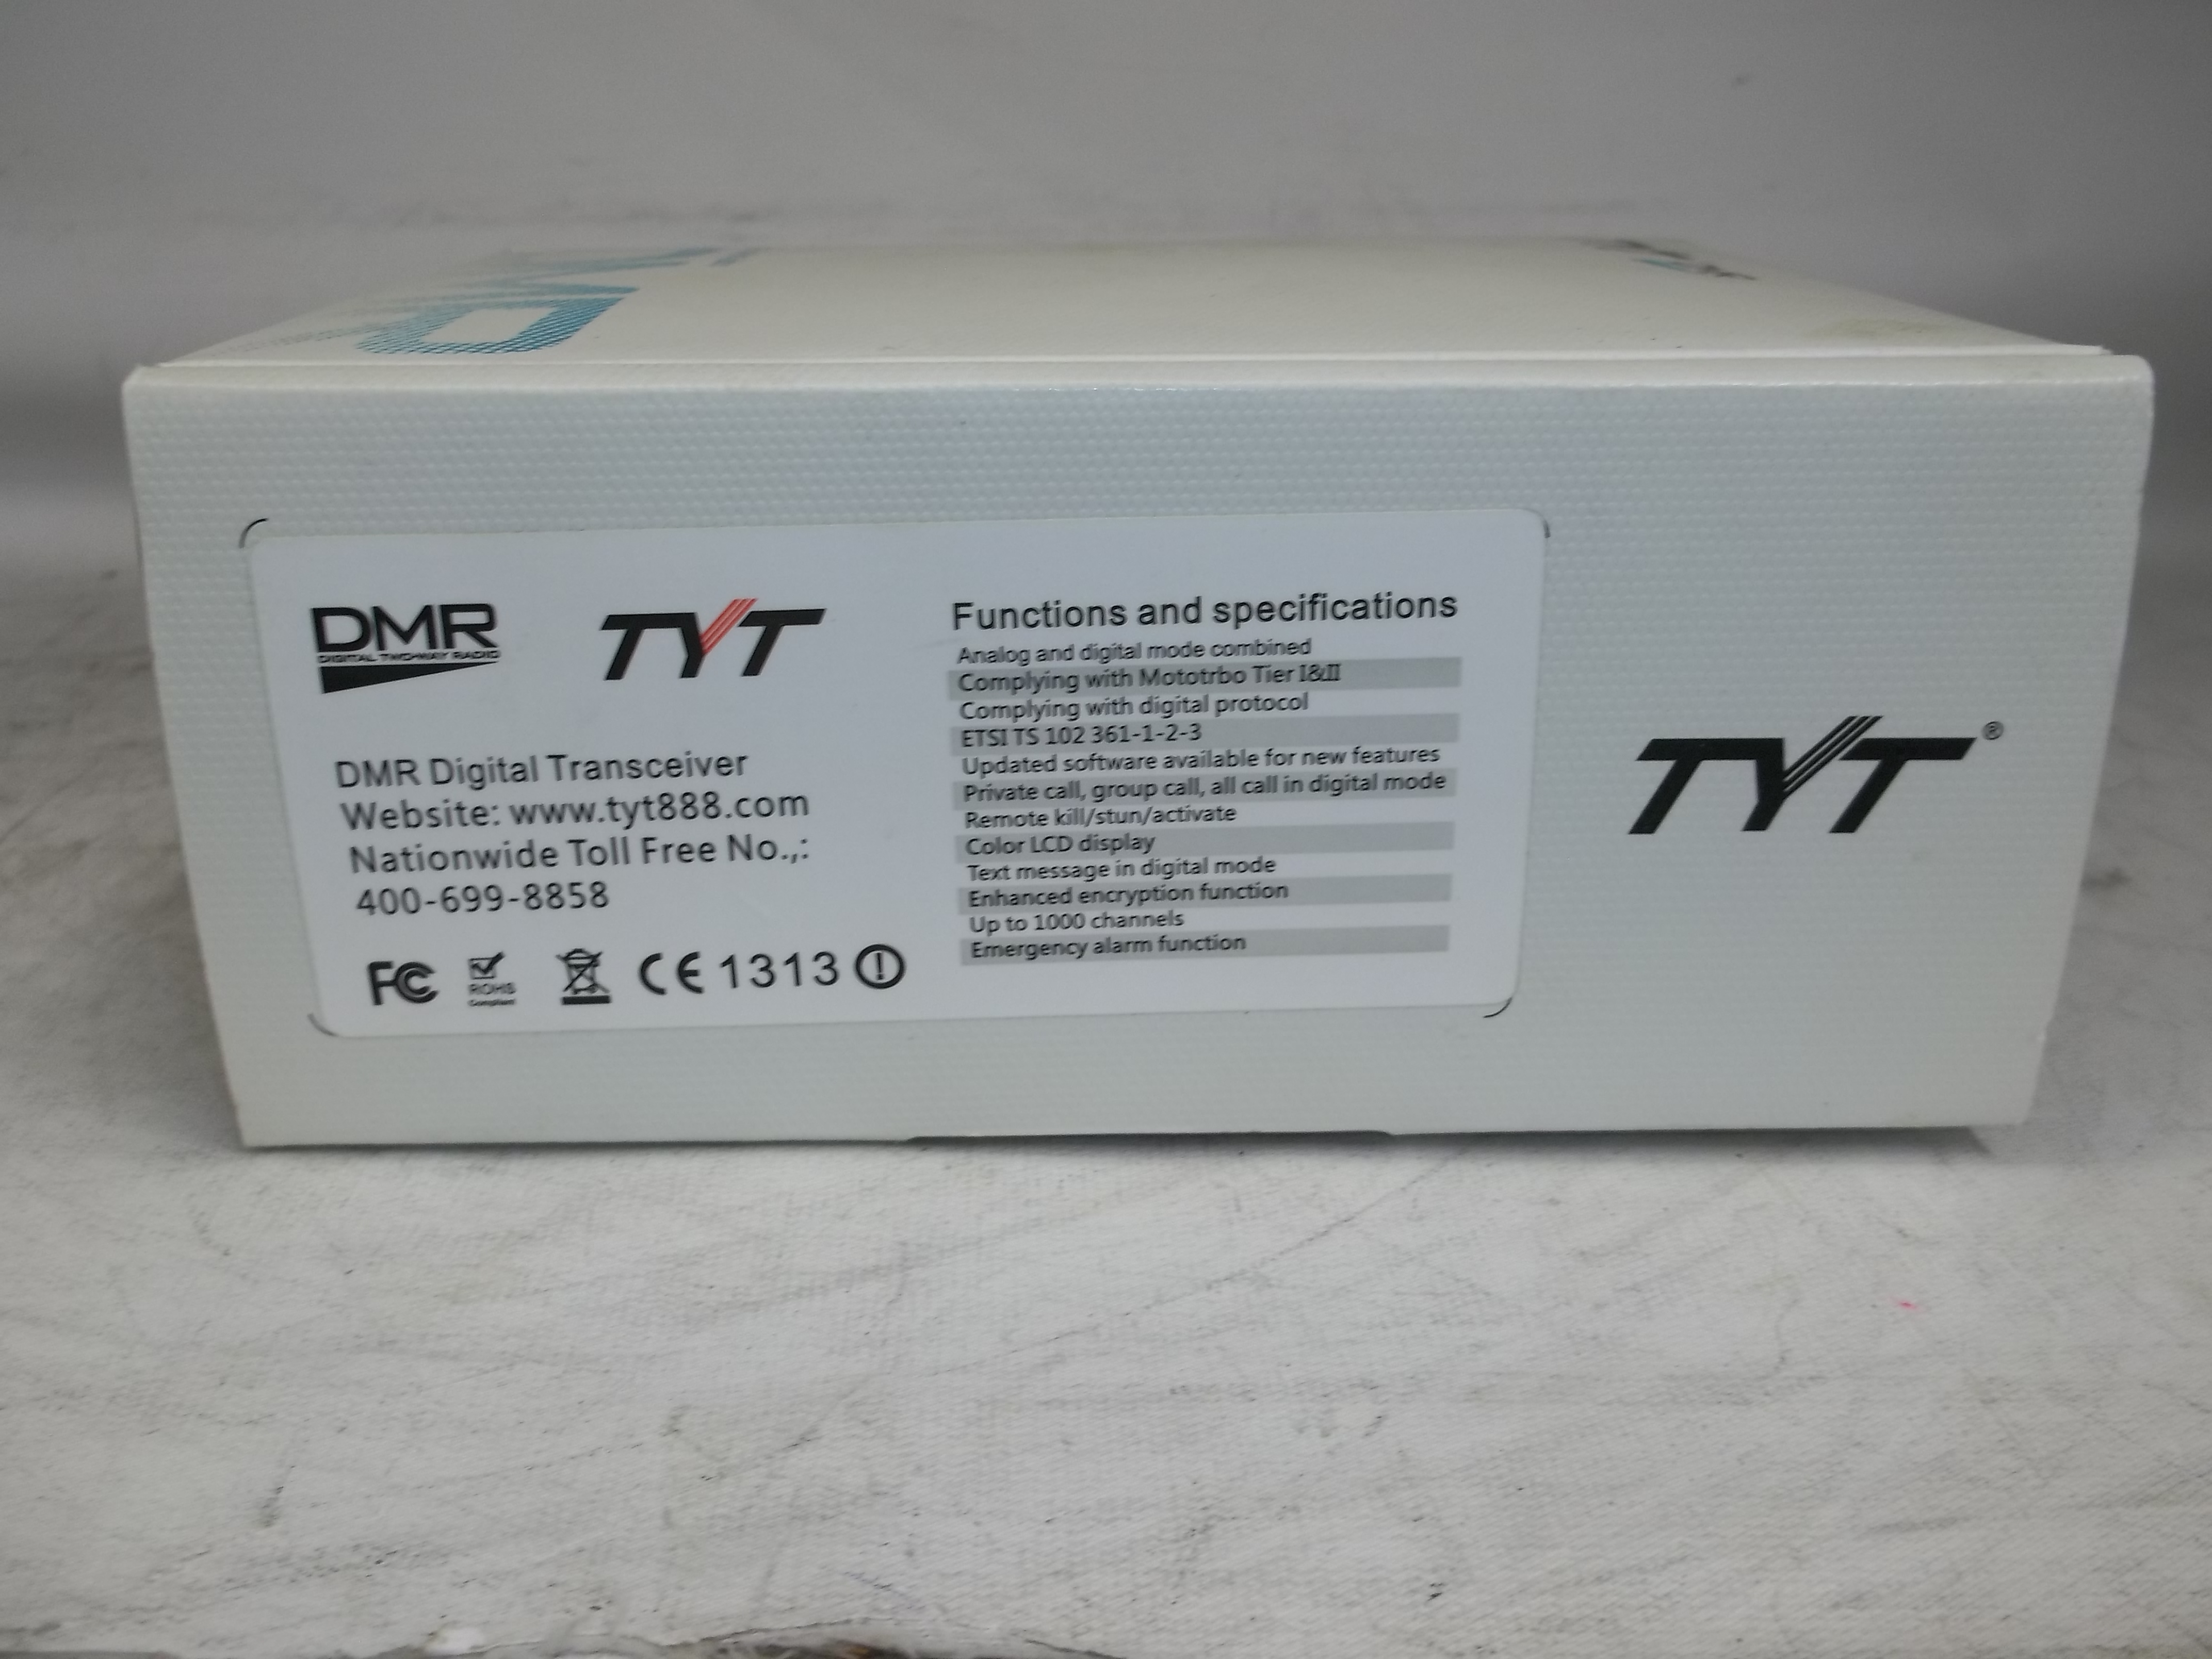 DMR
DIGITAL TWO-WAY RADIO
TYT
DMR Digital Transceiver
Website: www.tyt888.com
Nationwide Toll Free No.,:
400-699-8858
FC
ROHS
Compliant
CE1313
Functions and specifications
Analog and digital mode combined
Complying with Mototrbo Tier I&II
Complying with digital protocol
ETSI TS 102 361-1-2-3
Updated software available for new features
Private call, group call, all call in digital mode
Remote kill/stun/activate
Color LCD display
Text message in digital mode
Enhanced encryption function
Up to 1000 channels
Emergency alarm function
TYT®